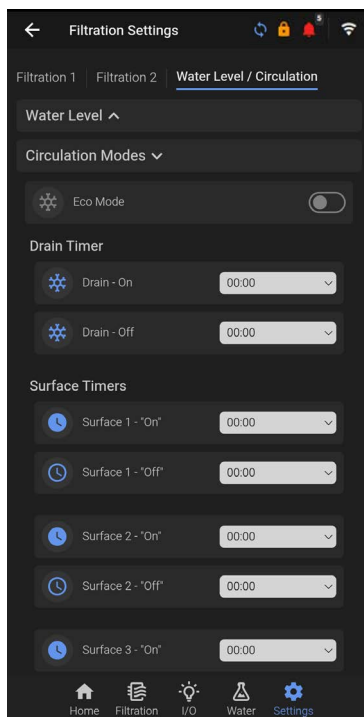 Filtration Settings
5
Filtration 1 Filtration 2 Water Level / Circulation
Water Level
Circulation Modes
Eco Mode
Drain Timer
Drain - On 00:00
Drain - Off 00:00
Surface Timers
Surface 1 - "On" 00:00
Surface 1 - "Off" 00:00
Surface 2 - "On" 00:00
Surface 2 - "Off" 00:00
Surface 3 - "On" 00:00
Home Filtration I/O Water Settings